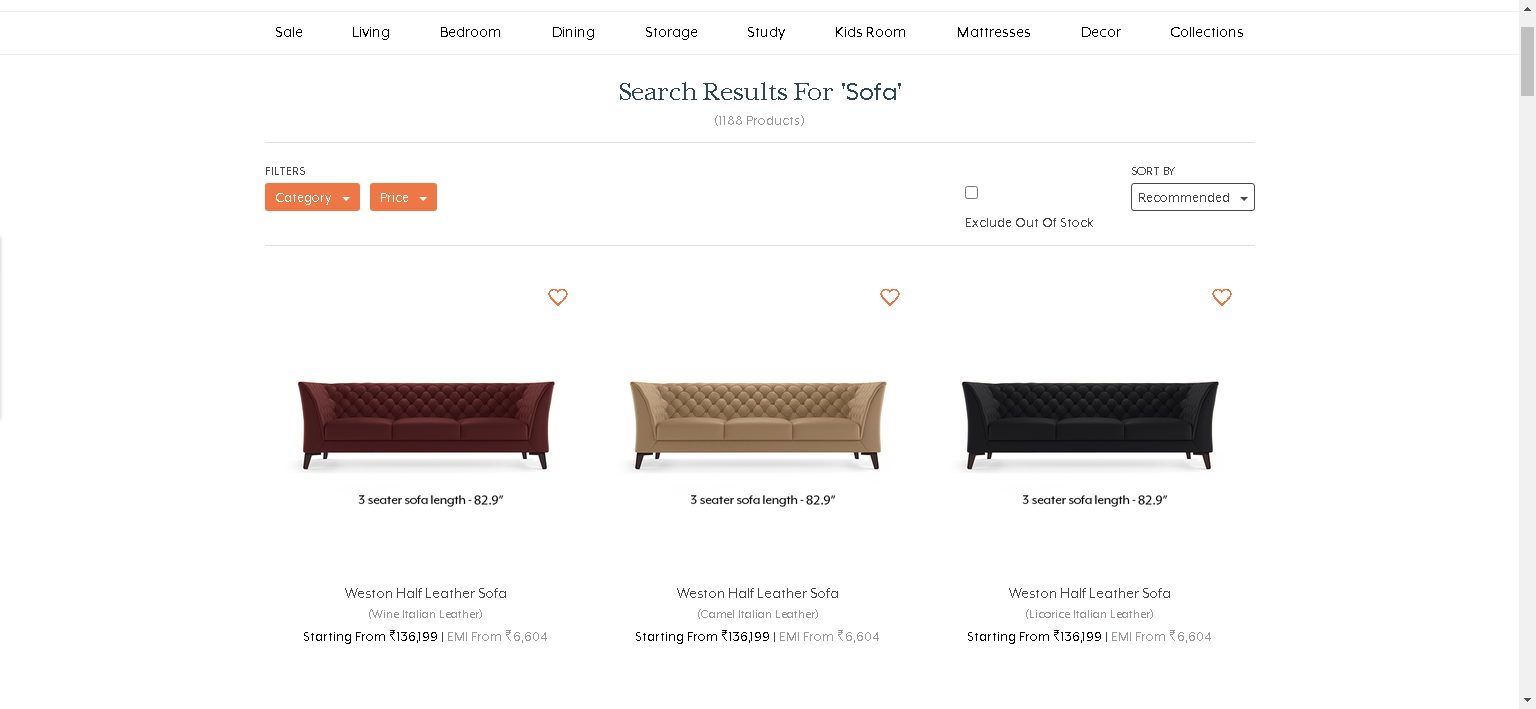 Sale Living Bedroom Dining Storage Study Kids Room Mattresses Decor Collections
Search Results For 'Sofa'
(1188 Products)
FILTERS
Category Price
Exclude Out Of Stock
SORT BY
Recommended
3 seater sofa length - 82.9" 3 seater sofa length - 82.9" 3 seater sofa length - 82.9"
Weston Half Leather Sofa Weston Half Leather Sofa Weston Half Leather Sofa
(Wine Italian Leather) (Camel Italian Leather) (Licorice Italian Leather)
Starting From ₹136,199 | EMI From ₹6,604 Starting From ₹136,199 | EMI From ₹6,604 Starting From ₹136,199 | EMI From ₹6,604